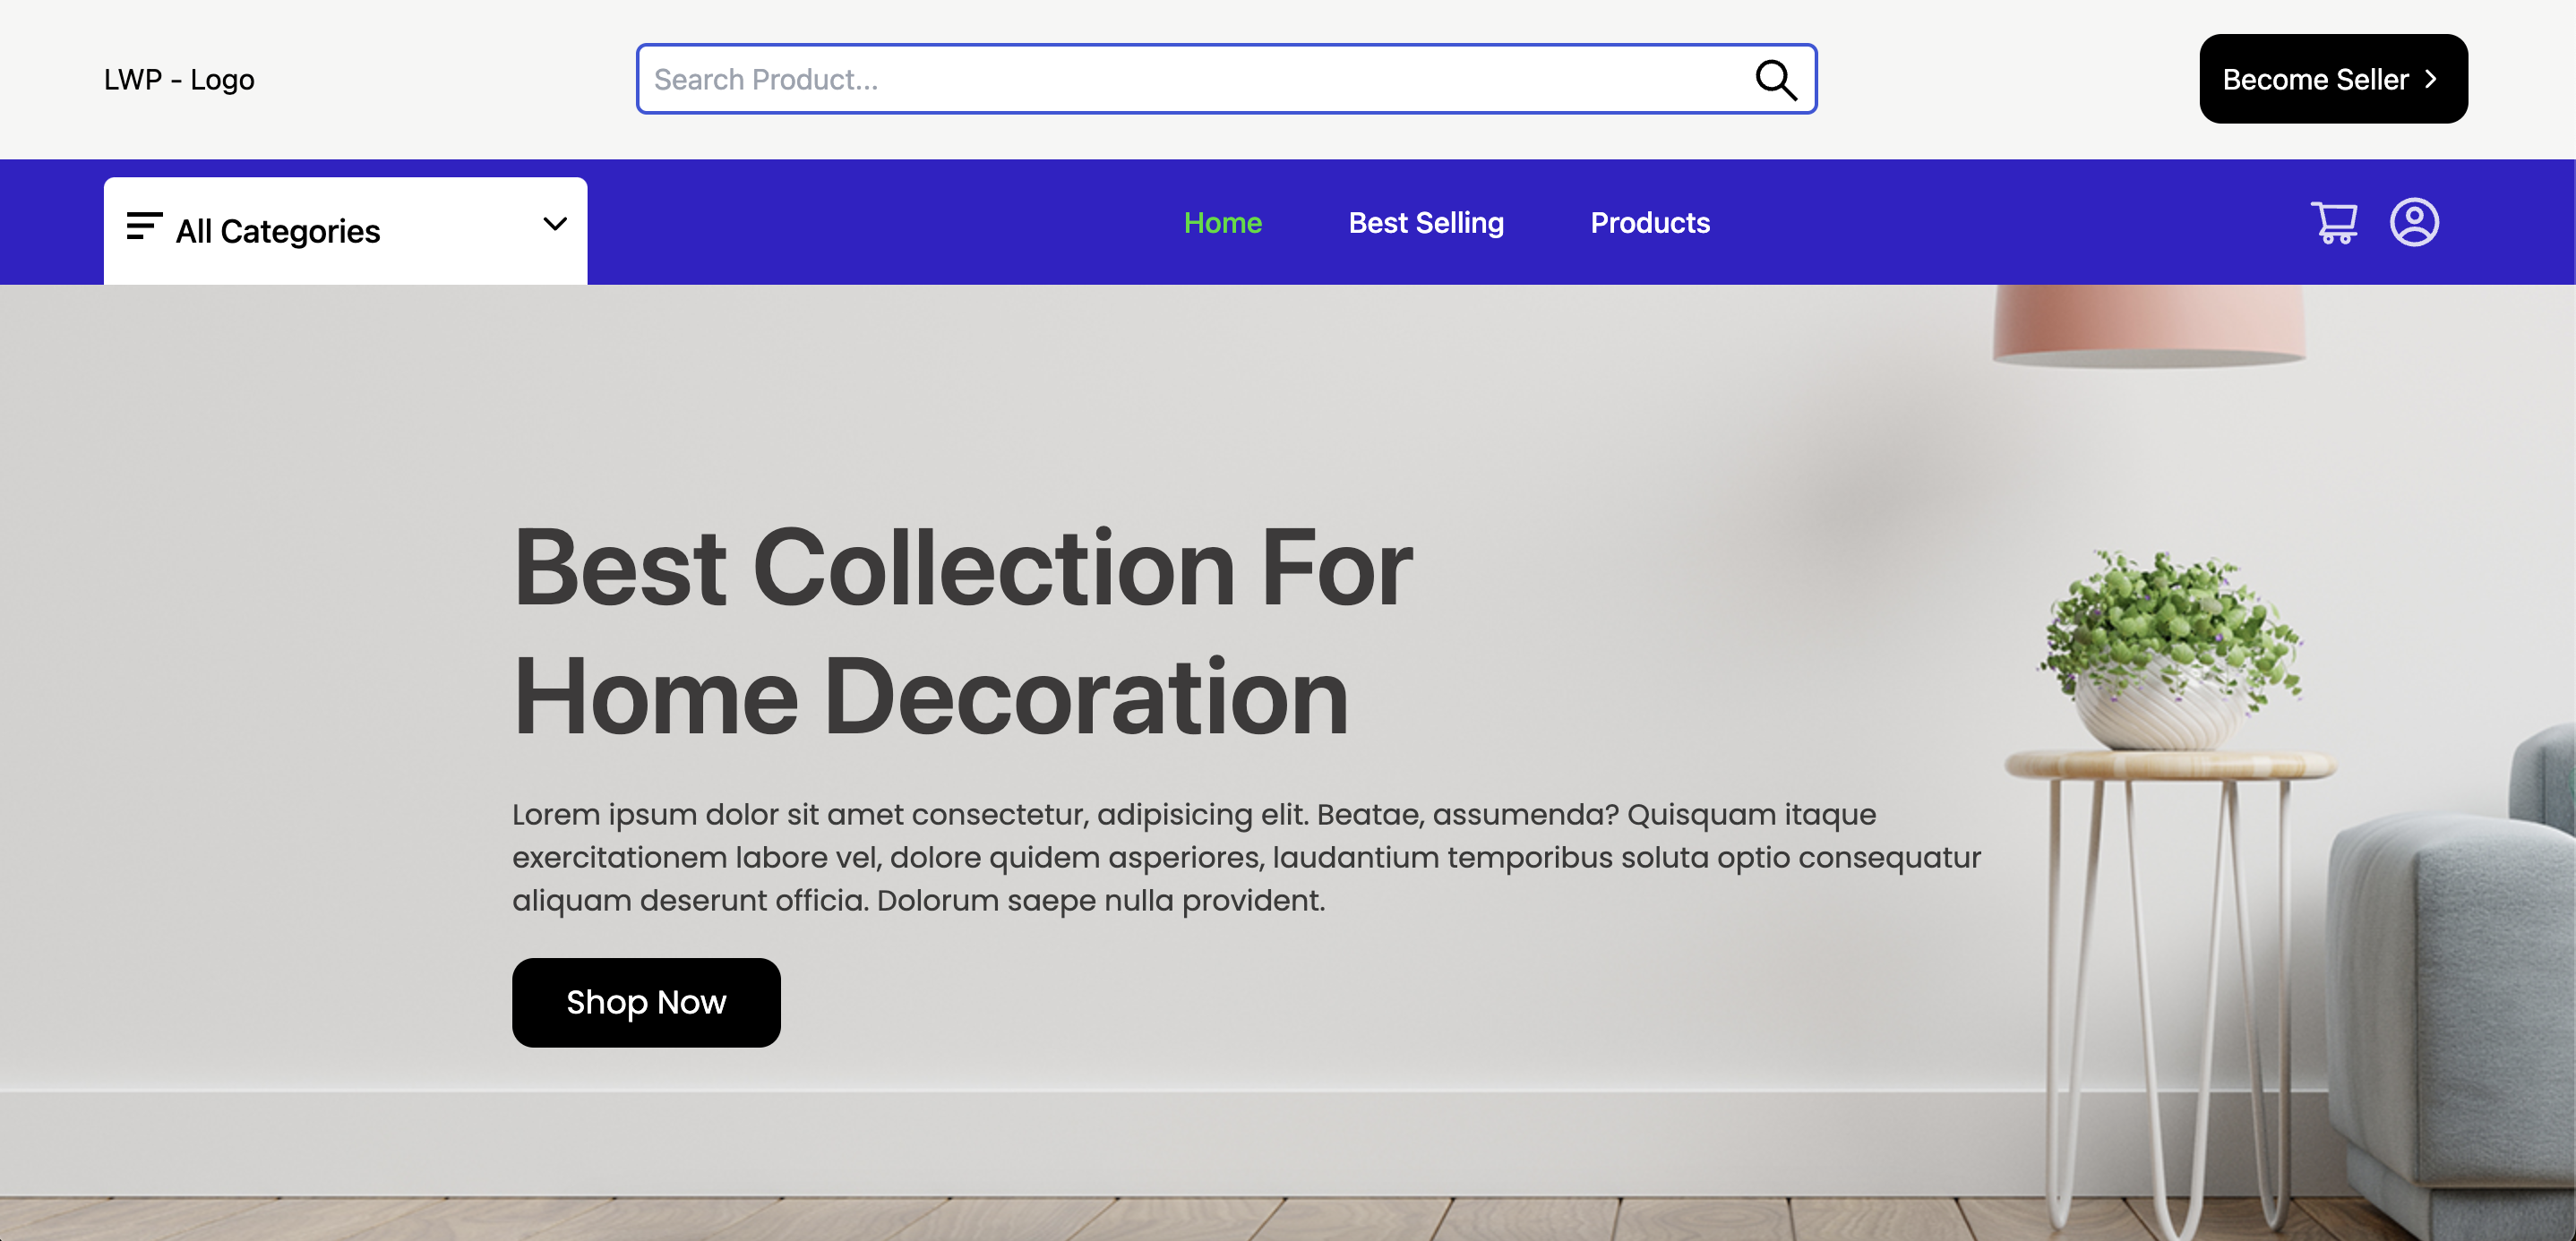 LWP - Logo
Search Product...
Become Seller
All Categories
Home
Best Selling
Products
Best Collection For
Home Decoration
Lorem ipsum dolor sit amet consectetur, adipisicing elit. Beatae, assumenda? Quisquam itaque
exercitationem labore vel, dolore quidem asperiores, laudantium temporibus soluta optio consequatur
aliquam deserunt officia. Dolorum saepe nulla provident.
Shop Now